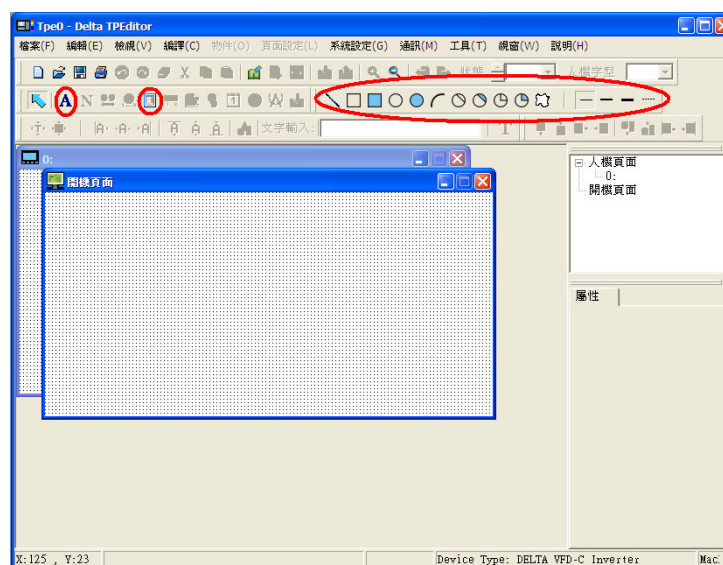 Tpe0 - Delta TPEditor
檔案(F) 編輯(E) 檢視(V) 編譯(C) 物件(O) 頁面設定(L) 系統設定(G) 通訊(M) 工具(T) 視窗(W) 說明(H)
狀態 人機字型
A N
文字輸入:
0:
開機頁面
人機頁面
0:
開機頁面
屬性
X:125 , Y:23 Device Type: DELTA VFD-C Inverter Mac